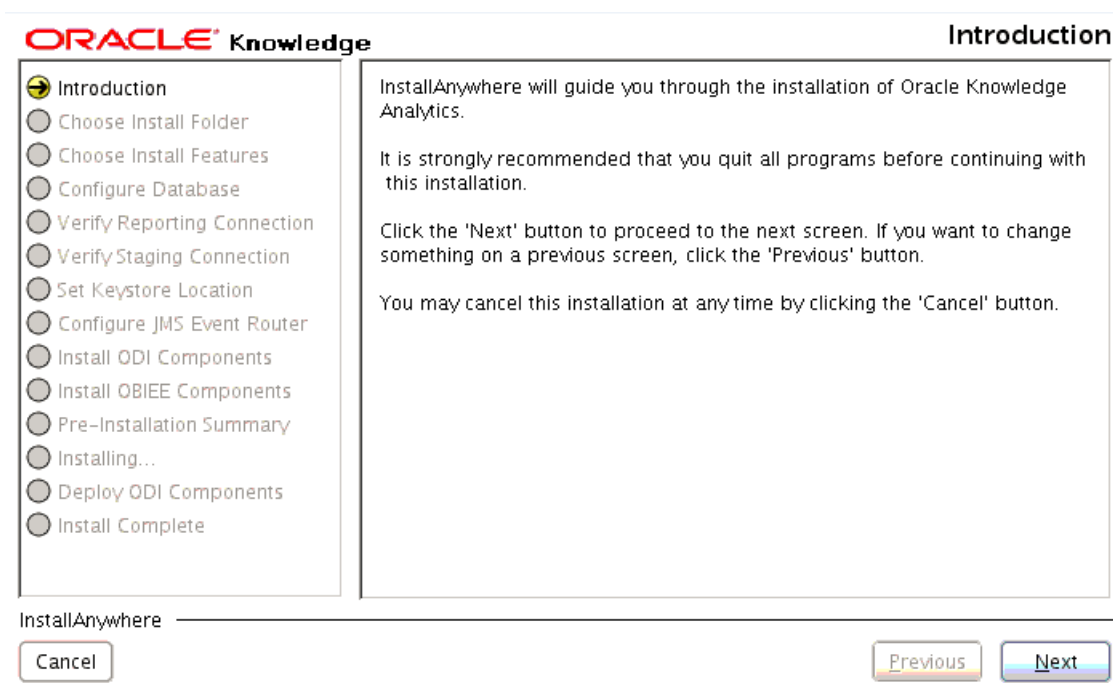 ORACLE Knowledge
Introduction
Introduction
Choose Install Folder
Choose Install Features
Configure Database
Verify Reporting Connection
Verify Staging Connection
Set Keystore Location
Configure JMS Event Router
Install ODI Components
Install OBIEE Components
Pre-Installation Summary
Installing...
Deploy ODI Components
Install Complete
InstallAnywhere will guide you through the installation of Oracle Knowledge
Analytics.
It is strongly recommended that you quit all programs before continuing with
this installation.
Click the 'Next' button to proceed to the next screen. If you want to change
something on a previous screen, click the 'Previous' button.
You may cancel this installation at any time by clicking the 'Cancel' button.
InstallAnywhere
Cancel
Previous
Next